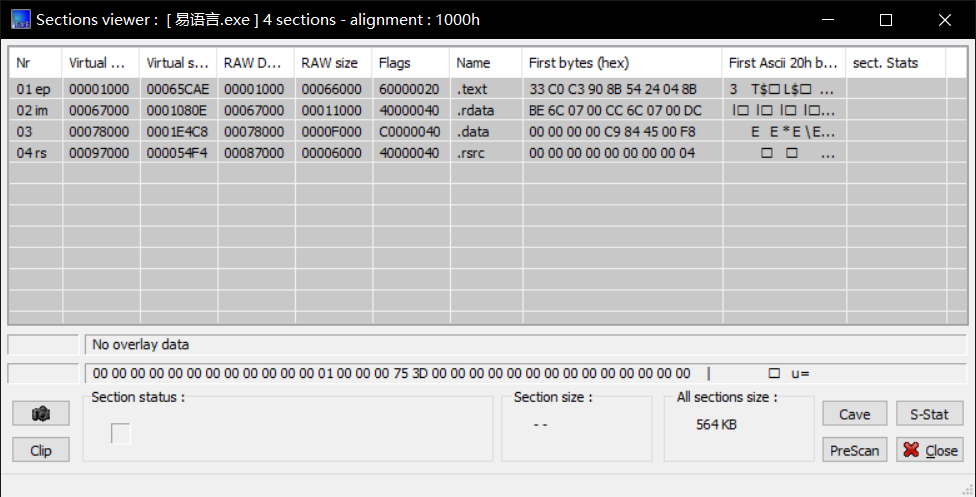 Sections viewer : [ 易语言.exe ] 4 sections - alignment : 1000h
Nr Virtual ... Virtual s... RAW D... RAW size Flags Name First bytes (hex) First Ascii 20h b... sect. Stats
01 ep 00001000 00065CAE 00001000 00066000 60000020 .text 33 C0 C3 90 8B 54 24 04 8B 3 T$□ L$□ ...
02 im 00067000 0001080E 00067000 00011000 40000040 .rdata BE 6C 07 00 CC 6C 07 00 DC l□ l□ l□ l□...
03 00078000 0001E4C8 00078000 0000F000 C0000040 .data 00 00 00 00 C9 84 45 00 F8 E E*E\E...
04 rs 00097000 000054F4 00087000 00006000 40000040 .rsrc 00 00 00 00 00 00 00 00 04 □ □ ...
No overlay data
00 00 00 00 00 00 00 00 00 00 00 00 01 00 00 00 75 3D 00 00 00 00 00 00 00 00 00 00 00 00 00 00 | □ u=
Section status :
Section size :
All sections size :
- -
564 KB
Cave
S-Stat
Clip
PreScan
Close